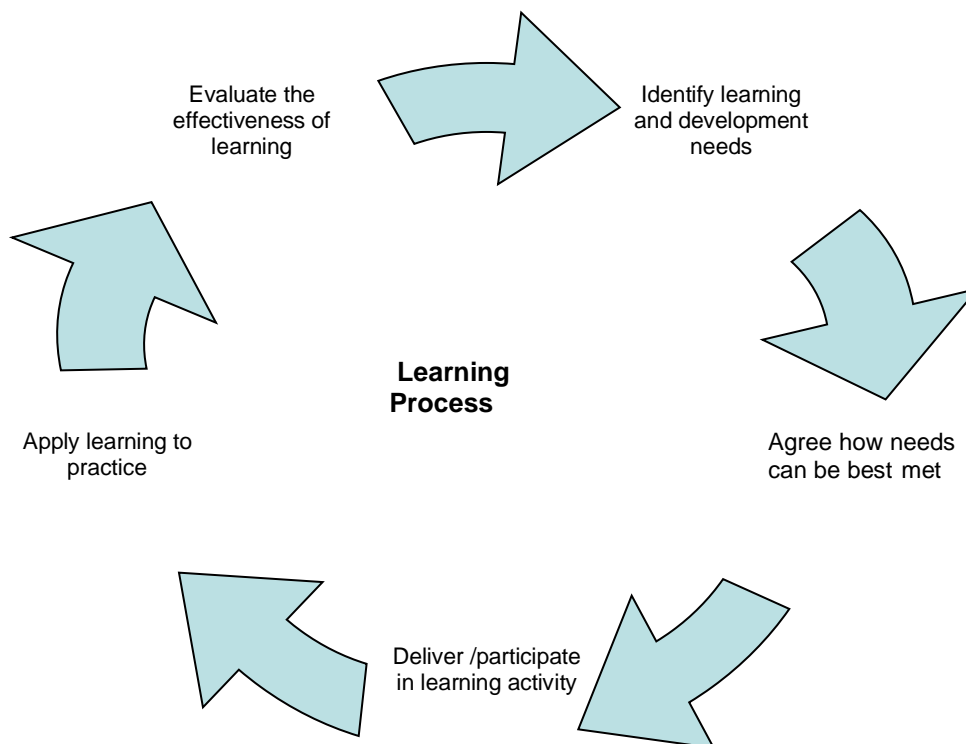 Evaluate the
effectiveness of
learning
Identify learning
and development
needs
Learning
Process
Apply learning to
practice
Agree how needs
can be best met
Deliver /participate
in learning activity